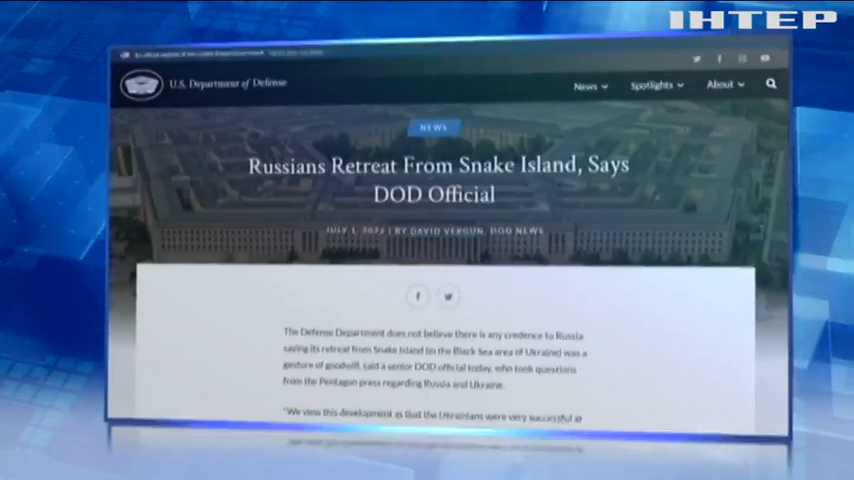 ІНТЕР
U.S. Department of Defense
News
Spotlights
About
NEWS
Russians Retreat From Snake Island, Says
DOD Official
JULY 1, 2022 | BY DAVID VERGUN, DOD NEWS
The Defense Department does not believe there is any credence to Russia
saying its retreat from Snake Island (in the Black Sea area of Ukraine) was a
gesture of goodwill, said a senior DOD official today, who took questions
from the Pentagon press regarding Russia and Ukraine.
"We view this development as that the Ukrainians were very successful at